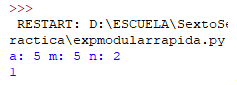 >>>
RESTART: D:\ESCUELA\SextoSe
ractica\expmodularrapida.py
a: 5 m: 5 n: 2
1